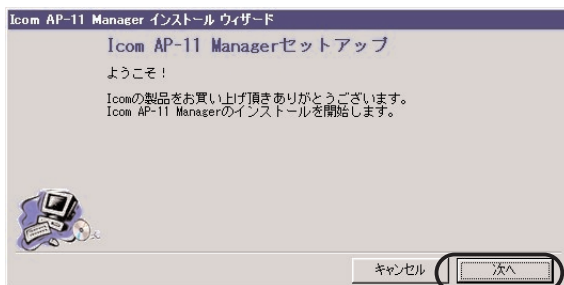 Icom AP-11 Manager インストール ウィザード
Icom AP-11 Managerセットアップ
ようこそ！
Icomの製品をお買い上げ頂きありがとうございます。
Icom AP-11 Managerのインストールを開始します。
キャンセル 次へ